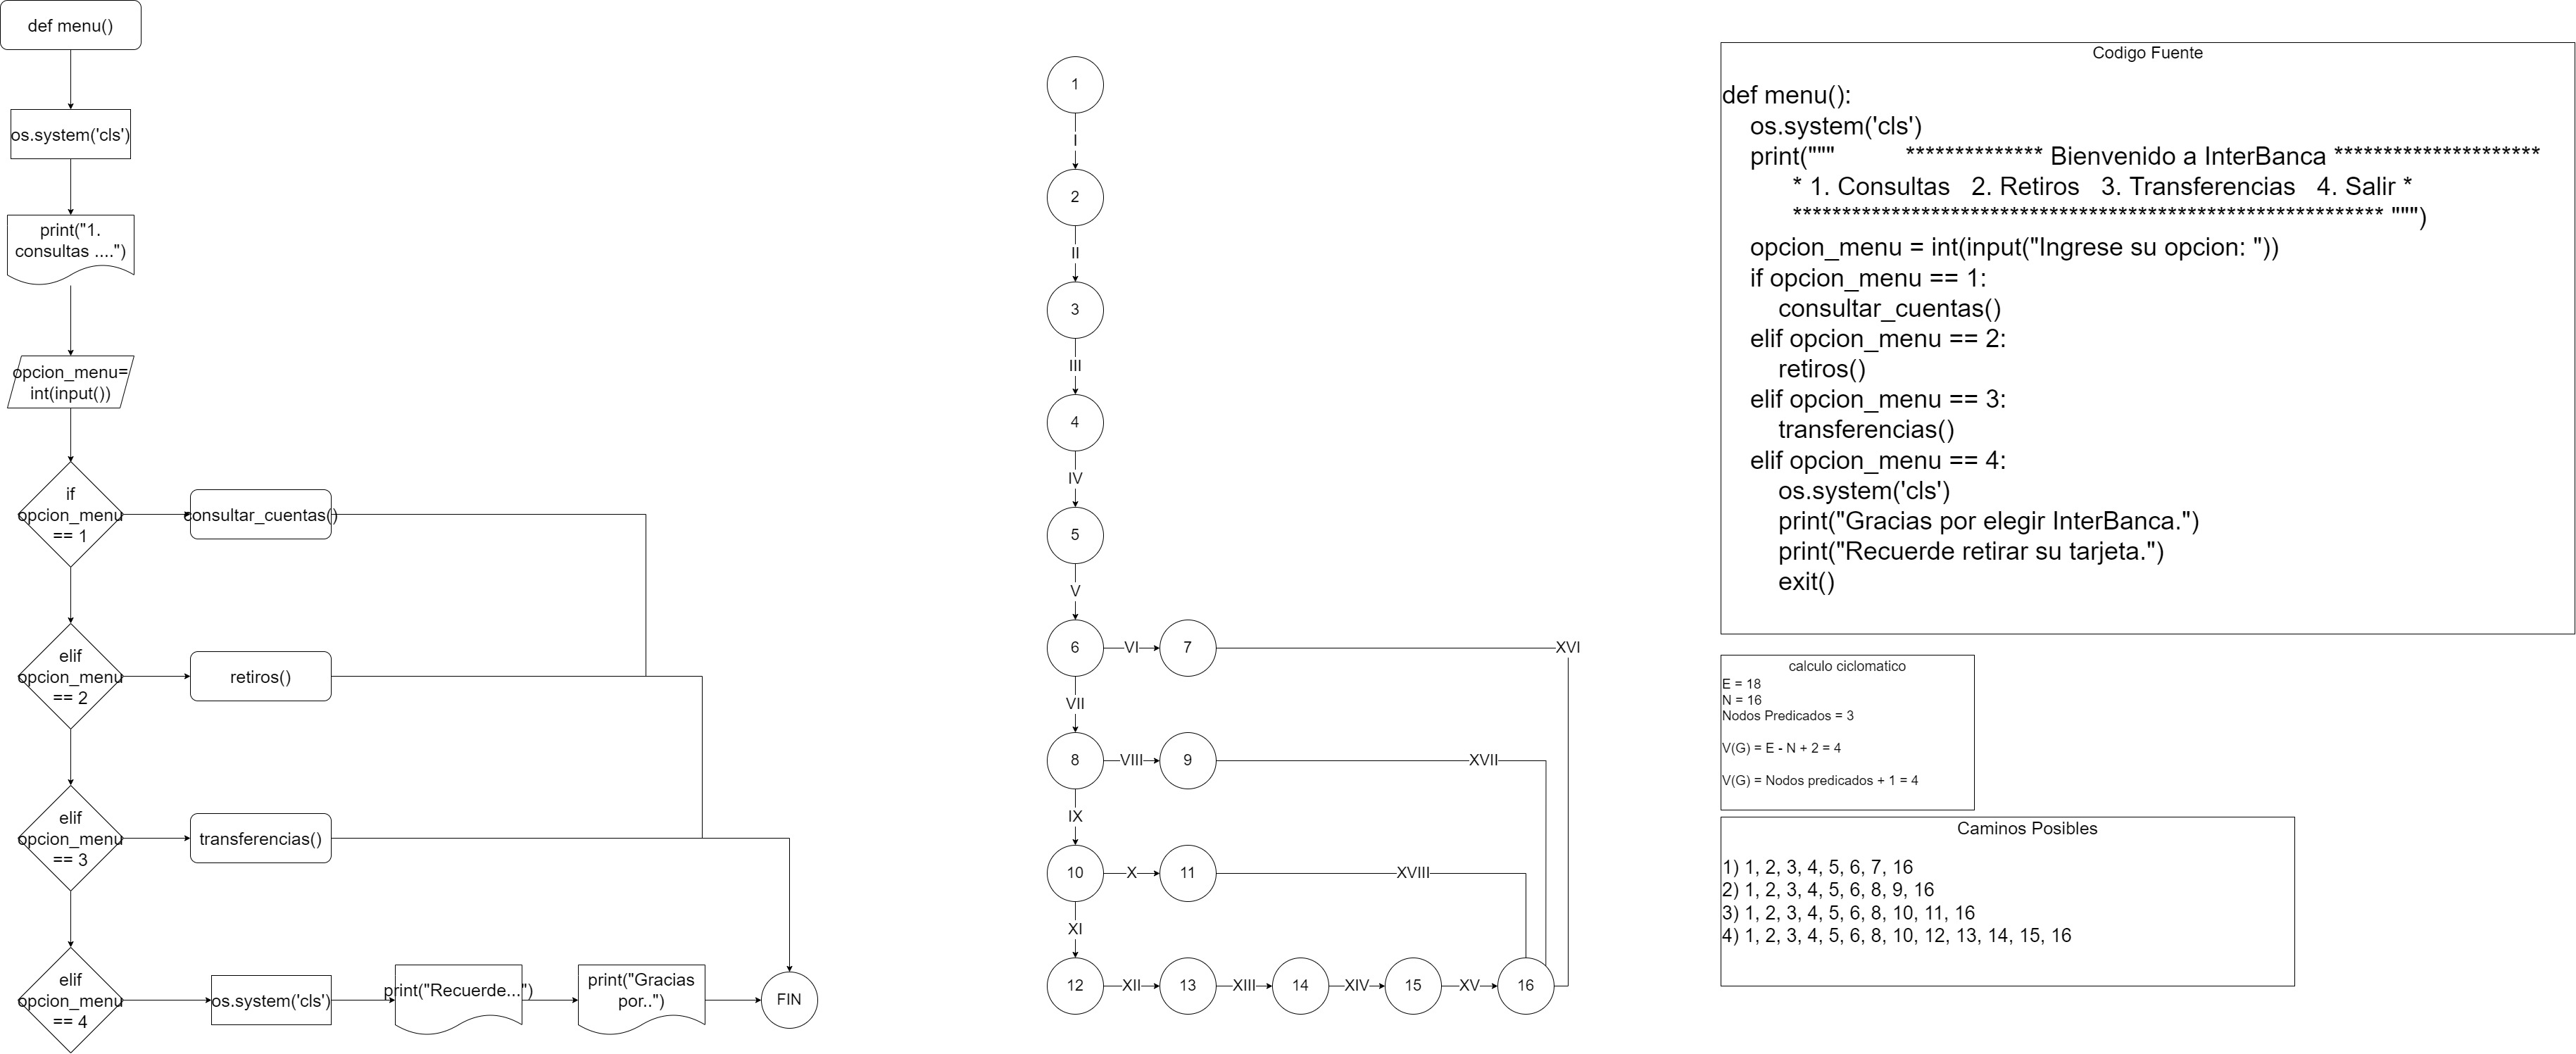 def menu()
os.system('cls')
print("1.
consultas ....")
opcion_menu=
int(input())
if
opcion_menu
== 1
consultar_cuentas()
elif
opcion_menu
== 2
retiros()
elif
opcion_menu
== 3
transferencias()
elif
opcion_menu
== 4
os.system('cls')
print("Recuerde...")
print("Gracias
por..")
FIN
1
I
2
II
3
III
4
IV
5
V
6
VI
7
XVI
VII
8
VIII
9
XVII
IX
10
X
11
XVIII
XI
12
XII
13
XIII
14
XIV
15
XV
16
Codigo Fuente
def menu():
os.system('cls')
print(""" ************** Bienvenido a InterBanca *********************
* 1. Consultas 2. Retiros 3. Transferencias 4. Salir *
************************************************************ """)
opcion_menu = int(input("Ingrese su opcion: "))
if opcion_menu == 1:
consultar_cuentas()
elif opcion_menu == 2:
retiros()
elif opcion_menu == 3:
transferencias()
elif opcion_menu == 4:
os.system('cls')
print("Gracias por elegir InterBanca.")
print("Recuerde retirar su tarjeta.")
exit()
calculo ciclomatico
E = 18
N = 16
Nodos Predicados = 3
V(G) = E - N + 2 = 4
V(G) = Nodos predicados + 1 = 4
Caminos Posibles
1) 1, 2, 3, 4, 5, 6, 7, 16
2) 1, 2, 3, 4, 5, 6, 8, 9, 16
3) 1, 2, 3, 4, 5, 6, 8, 10, 11, 16
4) 1, 2, 3, 4, 5, 6, 8, 10, 12, 13, 14, 15, 16